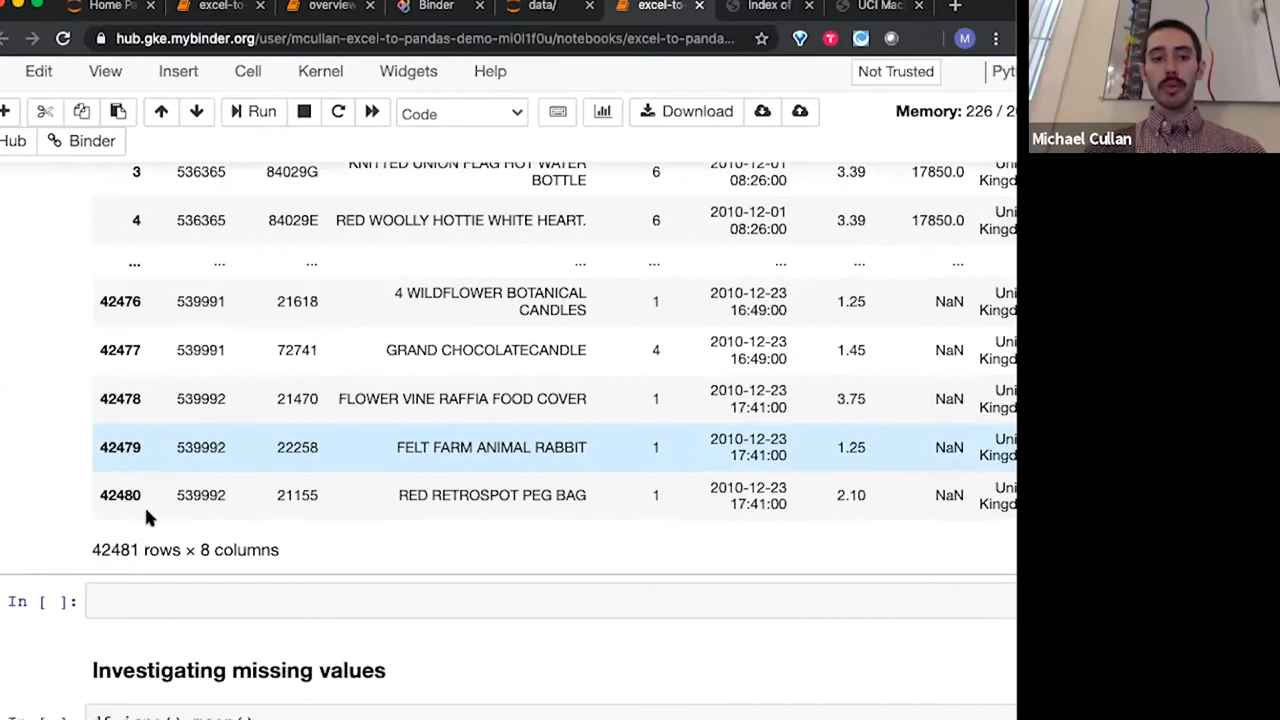 Home Pa excel-to- overview Binder data/ excel-to- Index of UCI Mac
hub.gke.mybinder.org/user/mcullan-excel-to-pandas-demo-mi0l1f0u/notebooks/excel-to-panda... M
Edit View Insert Cell Kernel Widgets Help Not Trusted Pyt
Run Code Download Memory: 226 / 2
Hub Binder
3 536365 84029G KNITTED UNION FLAG HOT WATER BOTTLE 6 2010-12-01 08:26:00 3.39 17850.0 Uni Kingd
4 536365 84029E RED WOOLLY HOTTIE WHITE HEART. 6 2010-12-01 08:26:00 3.39 17850.0 Uni Kingd
... ... ... ... ... ... ... ...
42476 539991 21618 4 WILDFLOWER BOTANICAL CANDLES 1 2010-12-23 16:49:00 1.25 NaN Uni Kingd
42477 539991 72741 GRAND CHOCOLATECANDLE 4 2010-12-23 16:49:00 1.45 NaN Uni Kingd
42478 539992 21470 FLOWER VINE RAFFIA FOOD COVER 1 2010-12-23 17:41:00 3.75 NaN Uni Kingd
42479 539992 22258 FELT FARM ANIMAL RABBIT 1 2010-12-23 17:41:00 1.25 NaN Uni Kingd
42480 539992 21155 RED RETROSPOT PEG BAG 1 2010-12-23 17:41:00 2.10 NaN Uni Kingd
42481 rows × 8 columns
In [ ]:
Investigating missing values
Michael Cullan